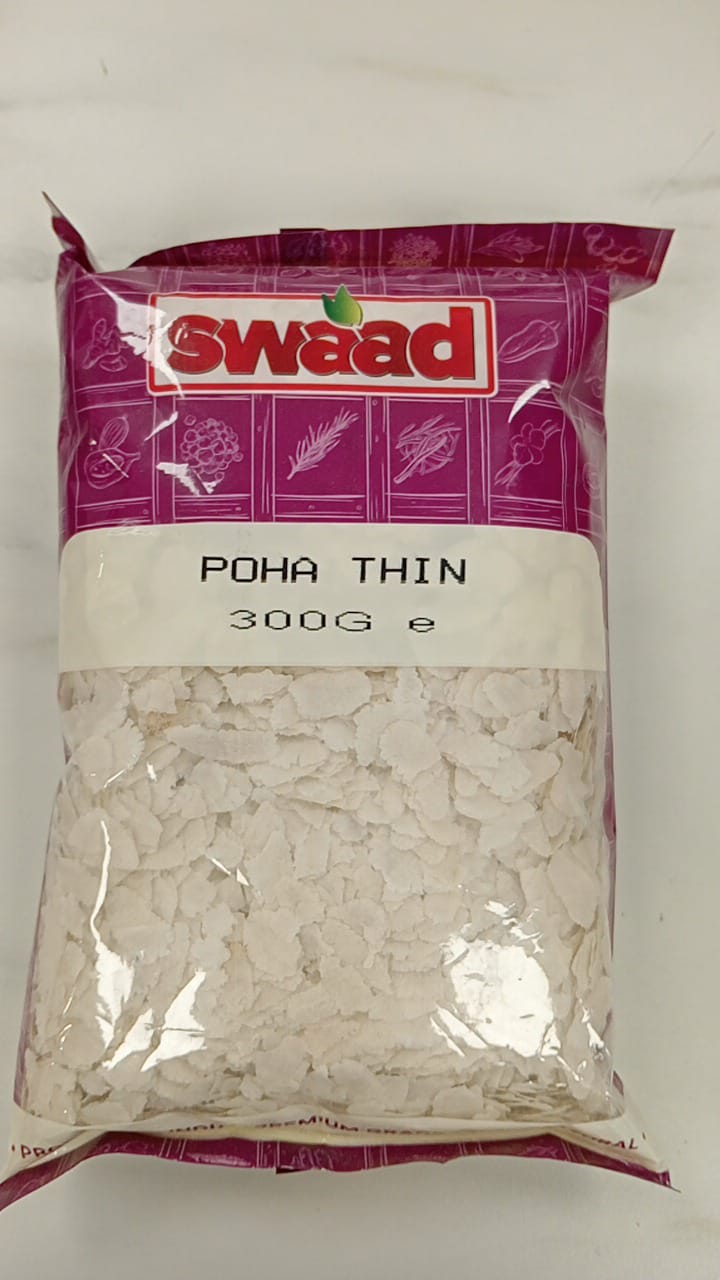 swaad
POHA THIN
300G e
PREMIUM